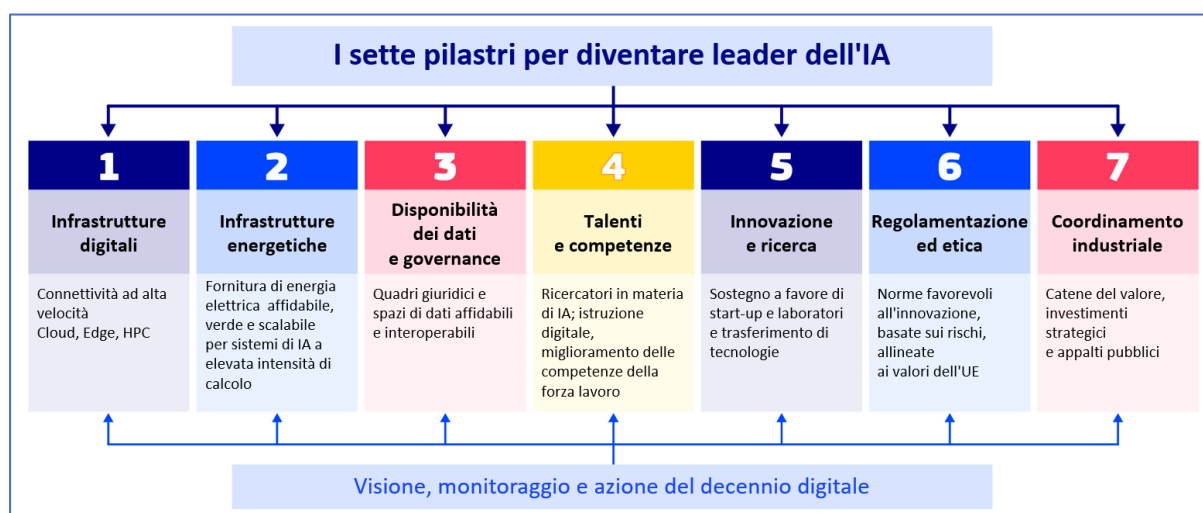 I sette pilastri per diventare leader dell'IA
1
Infrastrutture
digitali
Connettività ad alta
velocità
Cloud, Edge, HPC
2
Infrastrutture
energetiche
Fornitura di energia
elettrica affidabile,
verde e scalabile
per sistemi di IA a
elevata intensità di
calcolo
3
Disponibilità
dei dati
e governance
Quadri giuridici e
spazi di dati affidabili
e interoperabili
4
Talenti
e competenze
Ricercatori in materia
di IA; istruzione
digitale,
miglioramento delle
competenze della
forza lavoro
5
Innovazione
e ricerca
Sostegno a favore di
start-up e laboratori
e trasferimento di
tecnologie
6
Regolamentazione
ed etica
Norme favorevoli
all'innovazione,
basate sui rischi,
allineate
ai valori dell'UE
7
Coordinamento
industriale
Catene del valore,
investimenti
strategici
e appalti pubblici
Visione, monitoraggio e azione del decennio digitale